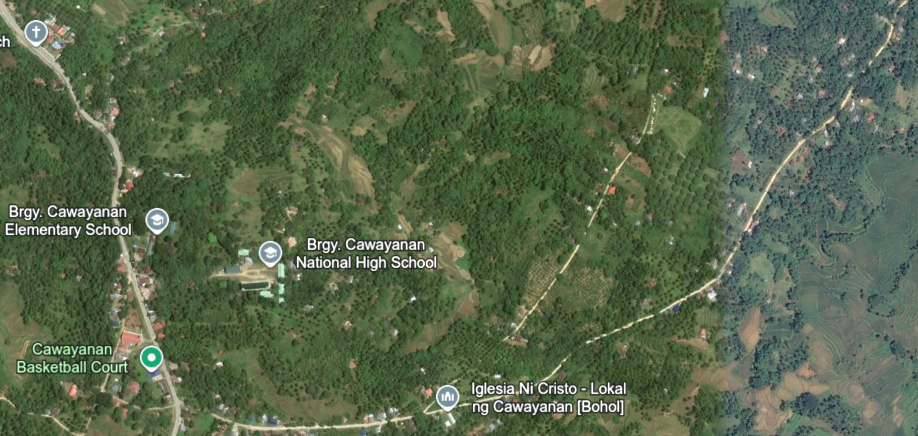 ch
Brgy. Cawayanan
Elementary School
Brgy. Cawayanan
National High School
Cawayanan
Basketball Court
Iglesia Ni Cristo - Lokal
ng Cawayanan [Bohol]